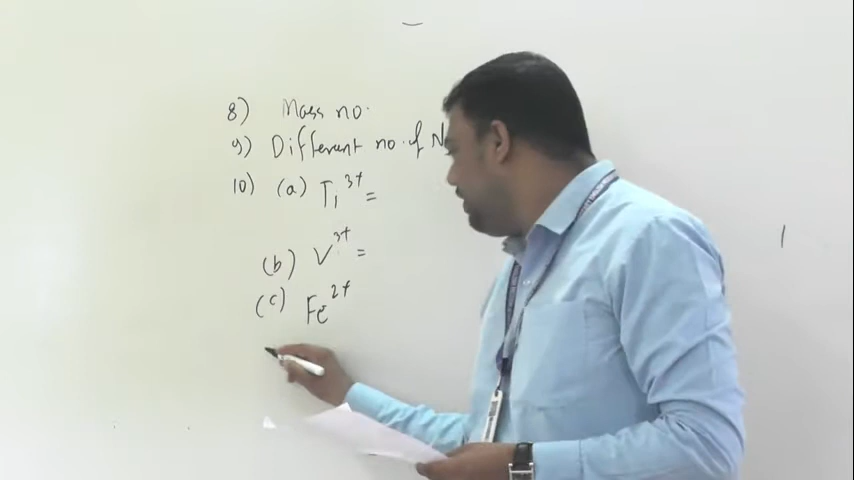 8) Mass no.
9) Different no. of N
10) (a) Ti³⁺ =
(b) V³⁺ =
(c) Fe²⁺